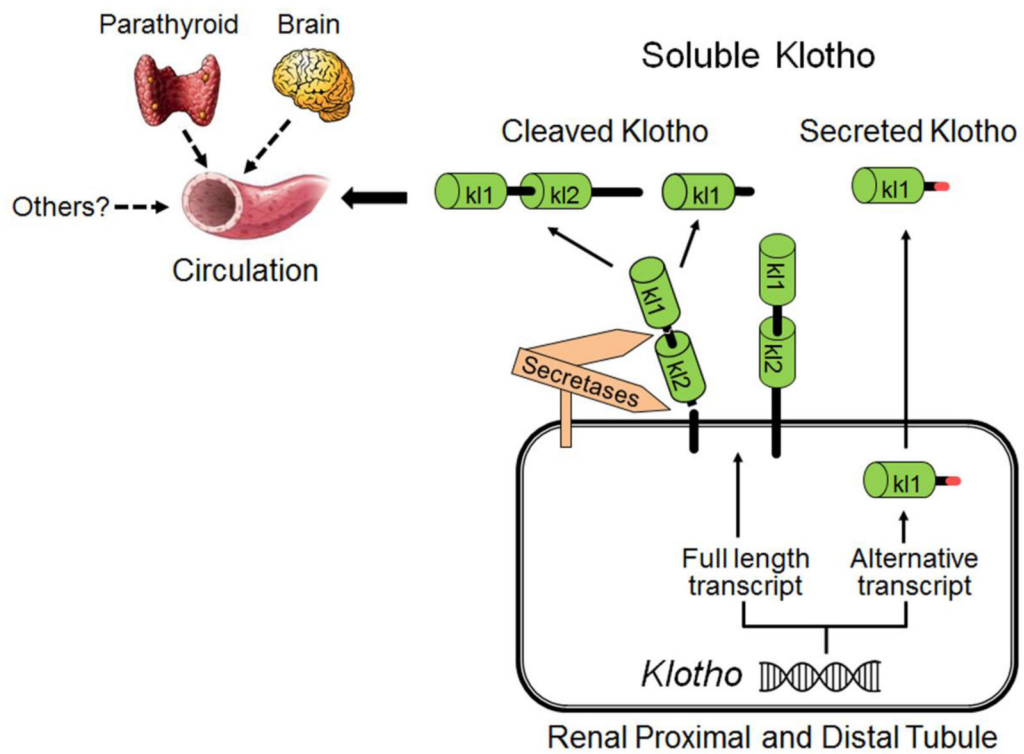 Parathyroid
Brain
Soluble Klotho
Cleaved Klotho
Secreted Klotho
kl1
kl2
kl1
kl1
Others?
Circulation
kl1
kl2
kl1
kl2
Secretases
kl1
Full length
transcript
Alternative
transcript
Klotho
Renal Proximal and Distal Tubule